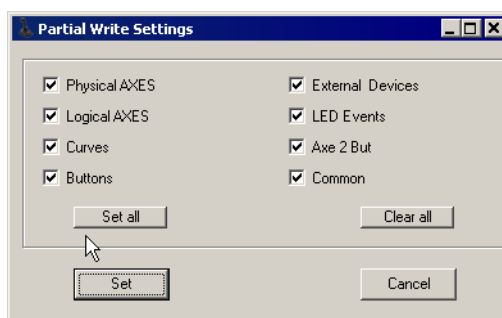 Partial Write Settings
Physical AXES
External Devices
Logical AXES
LED Events
Curves
Axe 2 But
Buttons
Common
Set all
Clear all
Set
Cancel